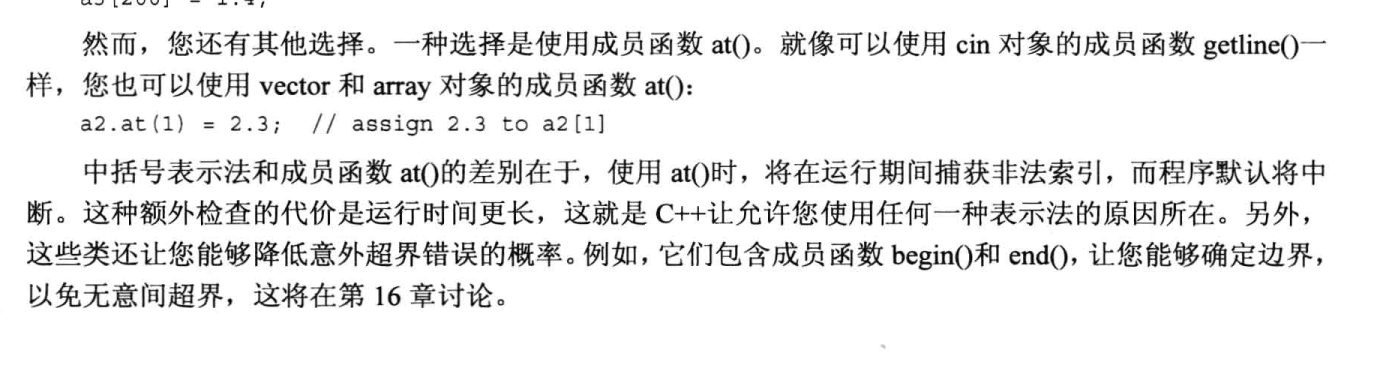 然而，您还有其他选择。一种选择是使用成员函数 at()。就像可以使用 cin 对象的成员函数 getline()一
样，您也可以使用 vector 和 array 对象的成员函数 at()：
a2.at(1) = 2.3;  // assign 2.3 to a2[1]
中括号表示法和成员函数 at()的差别在于，使用 at()时，将在运行期间捕获非法索引，而程序默认将中
断。这种额外检查的代价是运行时间更长，这就是 C++让允许您使用任何一种表示法的原因所在。另外，
这些类还让您能够降低意外超界错误的概率。例如，它们包含成员函数 begin()和 end()，让您能够确定边界，
以免无意间超界，这将在第 16 章讨论。